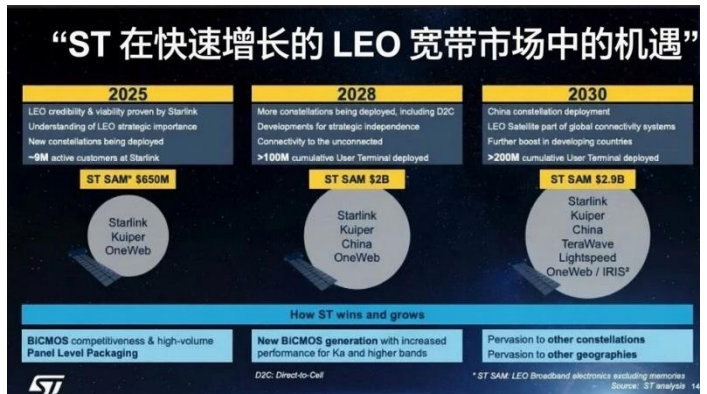 “ST 在快速增长的 LEO 宽带市场中的机遇”
2025
LEO credibility & viability proven by Starlink
Understanding of LEO strategic importance
New constellations being deployed
~9M active customers at Starlink
ST SAM* $650M
Starlink
Kuiper
OneWeb
2028
More constellations being deployed, including D2C
Developments for strategic independence
Connectivity to the unconnected
>100M cumulative User Terminal deployed
ST SAM $2B
Starlink
Kuiper
China
OneWeb
2030
China constellation deployment
LEO Satellite part of global connectivity systems
Further boost in developing countries
>200M cumulative User Terminal deployed
ST SAM $2.9B
Starlink
Kuiper
China
TeraWave
Lightspeed
OneWeb / IRIS²
How ST wins and grows
BiCMOS competitiveness & high-volume
Panel Level Packaging
New BiCMOS generation with increased
performance for Ka and higher bands
Pervasion to other constellations
Pervasion to other geographies
ST
D2C: Direct-to-Cell
* ST SAM: LEO Broadband electronics excluding memories
Source: ST analysis 14